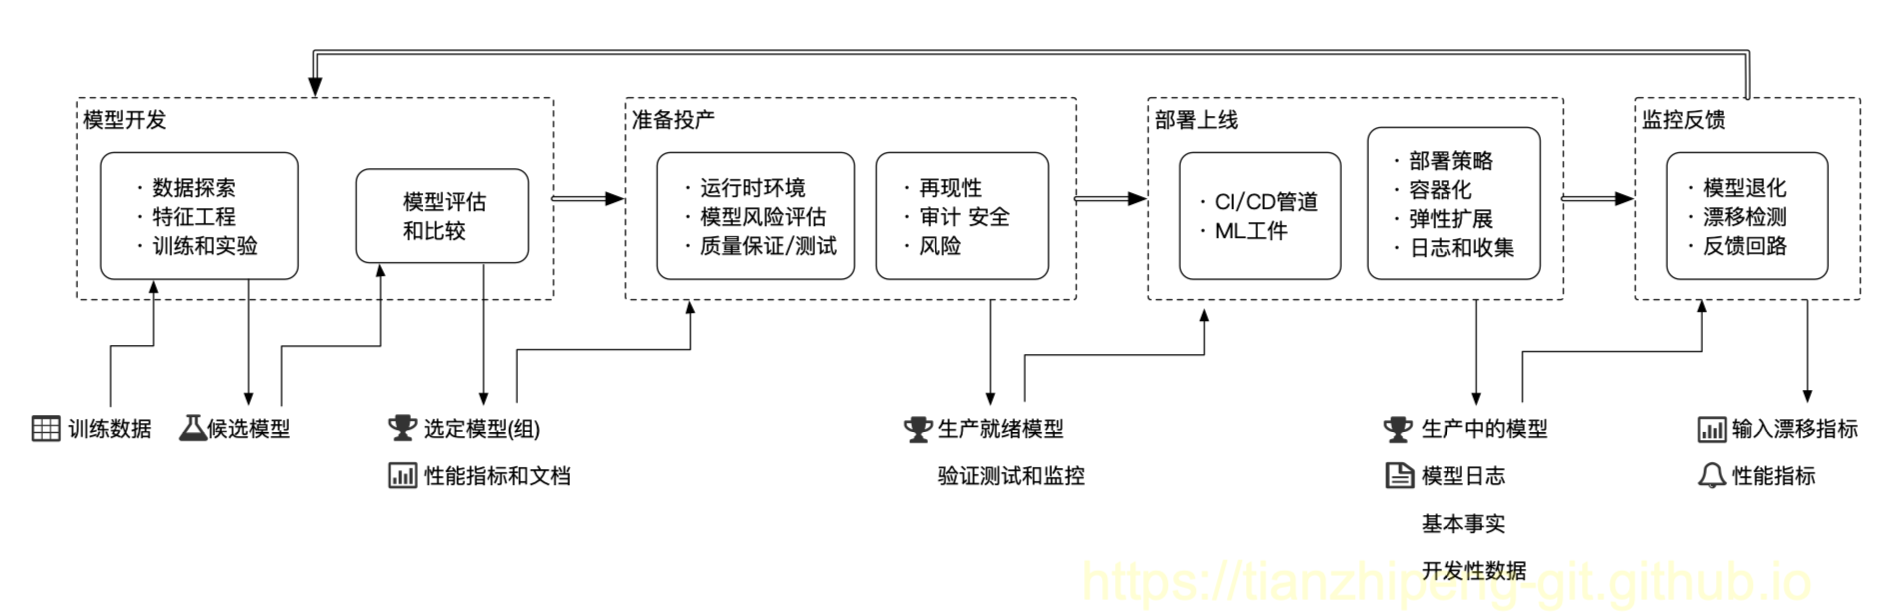 模型开发
· 数据探索
· 特征工程
· 训练和实验
模型评估
和比较
准备投产
· 运行时环境
· 模型风险评估
· 质量保证/测试
· 再现性
· 审计 安全
· 风险
部署上线
· CI/CD管道
· ML工件
· 部署策略
· 容器化
· 弹性扩展
· 日志和收集
监控反馈
· 模型退化
· 漂移检测
· 反馈回路
训练数据
候选模型
选定模型(组)
性能指标和文档
生产就绪模型
验证测试和监控
生产中的模型
模型日志
基本事实
开发性数据
输入漂移指标
性能指标
https://tianzhipeng-git.github.io